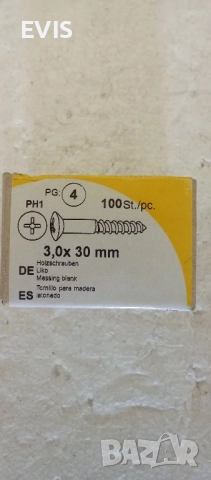 EVIS
PG: 4
PH1
100 St./pc.
3,0x 30 mm
DE Holzschrauben
Liko
Messing blank
ES Tornillo para madera
latonado
BAZAR